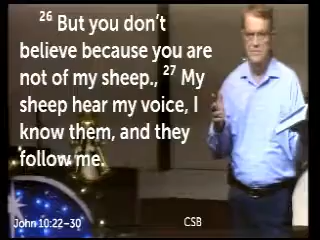 26 But you don't
believe because you are
not of my sheep., 27 My
sheep hear my voice, I
know them, and they
follow me.
John 10:22–30
CSB